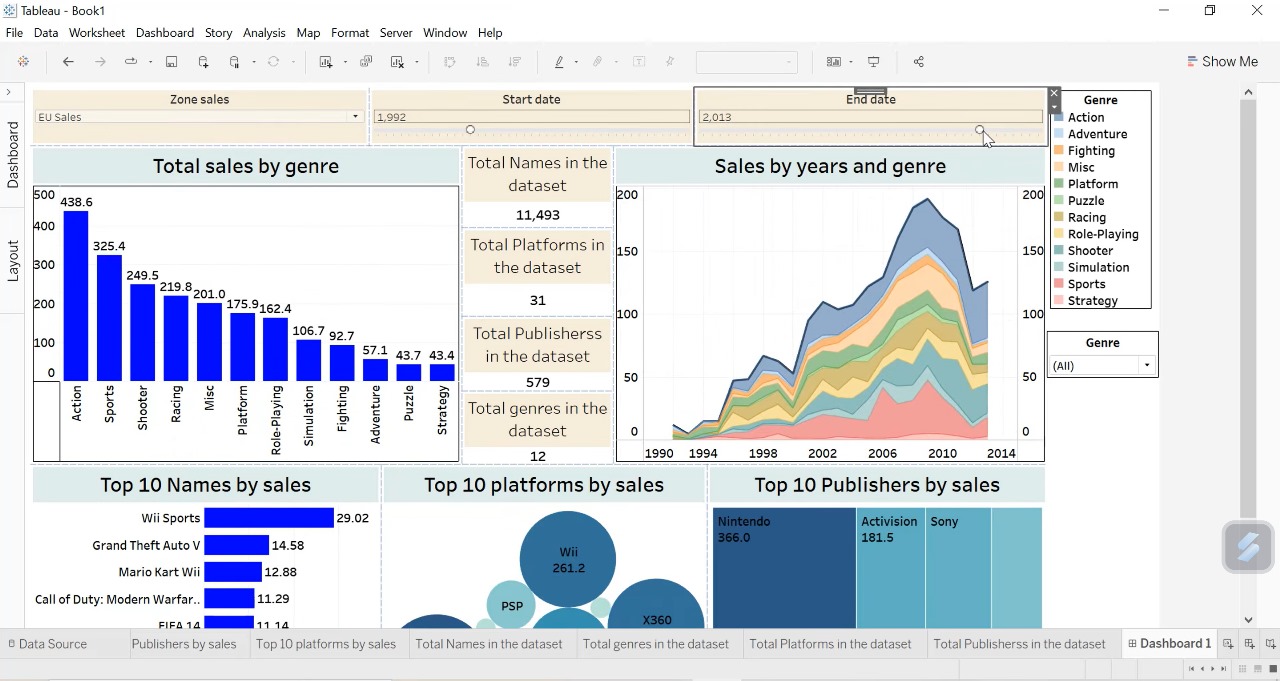 Tableau - Book1
File Data Worksheet Dashboard Story Analysis Map Format Server Window Help
Show Me
Dashboard
Layout
Zone sales
EU Sales
Start date
1,992
End date
2,013
Total sales by genre
500
400
300
200
100
0
438.6
325.4
249.5
219.8
201.0
175.9
162.4
106.7
92.7
57.1
43.7
43.4
Action
Sports
Shooter
Racing
Misc
Platform
Role-Playing
Simulation
Fighting
Adventure
Puzzle
Strategy
Total Names in the
dataset
11,493
Total Platforms in
the dataset
31
Total Publisherss
in the dataset
579
Total genres in the
dataset
12
Sales by years and genre
200
150
100
50
0
200
150
100
50
0
1990 1994 1998 2002 2006 2010 2014
Genre
Action
Adventure
Fighting
Misc
Platform
Puzzle
Racing
Role-Playing
Shooter
Simulation
Sports
Strategy
Genre
(All)
Top 10 Names by sales
Wii Sports 29.02
Grand Theft Auto V 14.58
Mario Kart Wii 12.88
Call of Duty: Modern Warfar.. 11.29
FIFA 14 11.14
Top 10 platforms by sales
Wii
261.2
PSP
X360
Top 10 Publishers by sales
Nintendo
366.0
Activision
181.5
Sony
Data Source Publishers by sales Top 10 platforms by sales Total Names in the dataset Total genres in the dataset Total Platforms in the dataset Total Publisherss in the dataset Dashboard 1